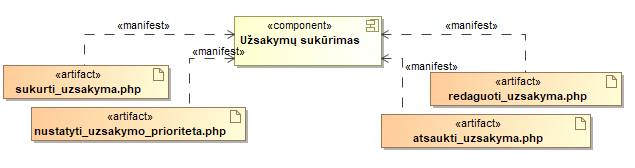 «manifest»
«component»
Užsakymų sukūrimas
«manifest»
«manifest»
«manifest»
«artifact»
sukurti_uzsakyma.php
«artifact»
redaguoti_uzsakyma.php
«artifact»
nustatyti_uzsakymo_prioriteta.php
«artifact»
atsaukti_uzsakyma.php